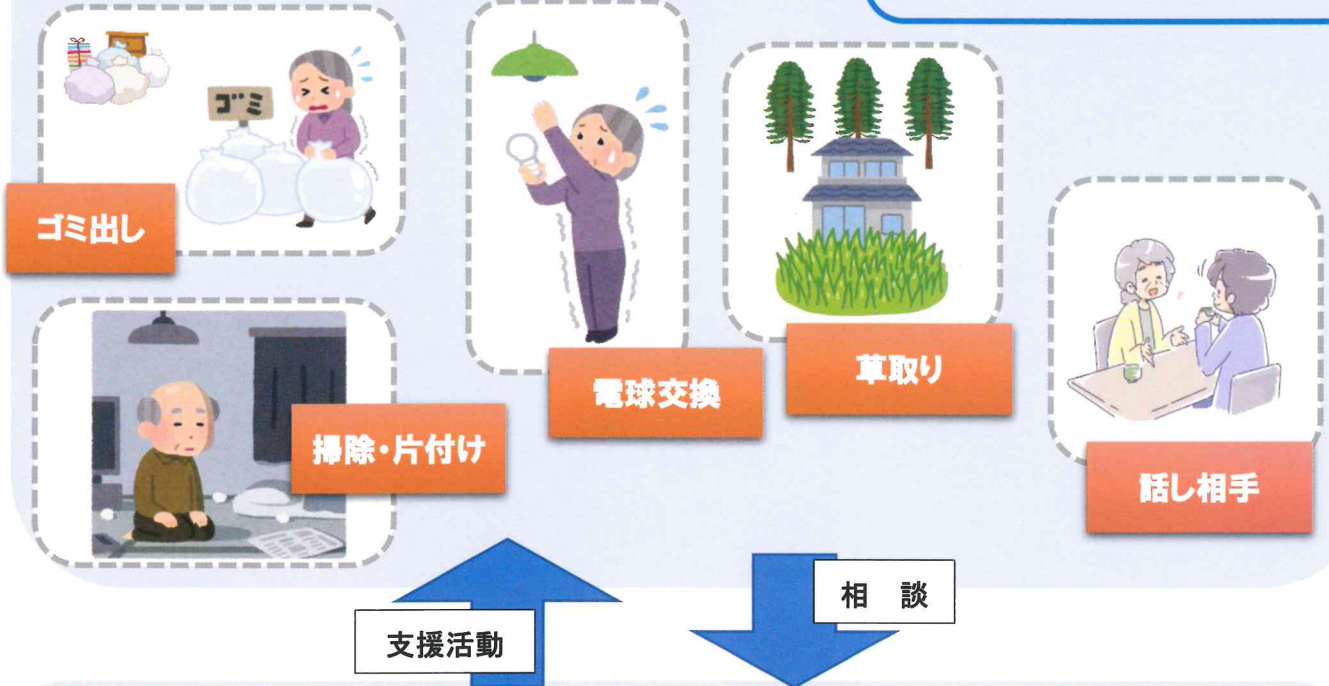 ゴミ
ゴミ出し
電球交換
草取り
掃除・片付け
話し相手
相　談
支援活動